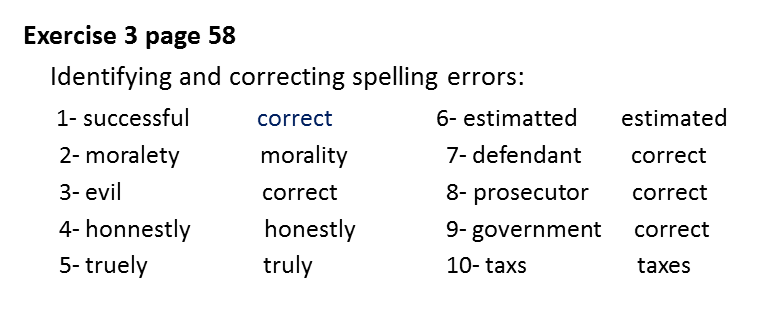 Exercise 3 page 58
Identifying and correcting spelling errors:
1- successful correct 6- estimatted estimated
2- moralety morality 7- defendant correct
3- evil correct 8- prosecutor correct
4- honnestly honestly 9- government correct
5- truely truly 10- taxs taxes